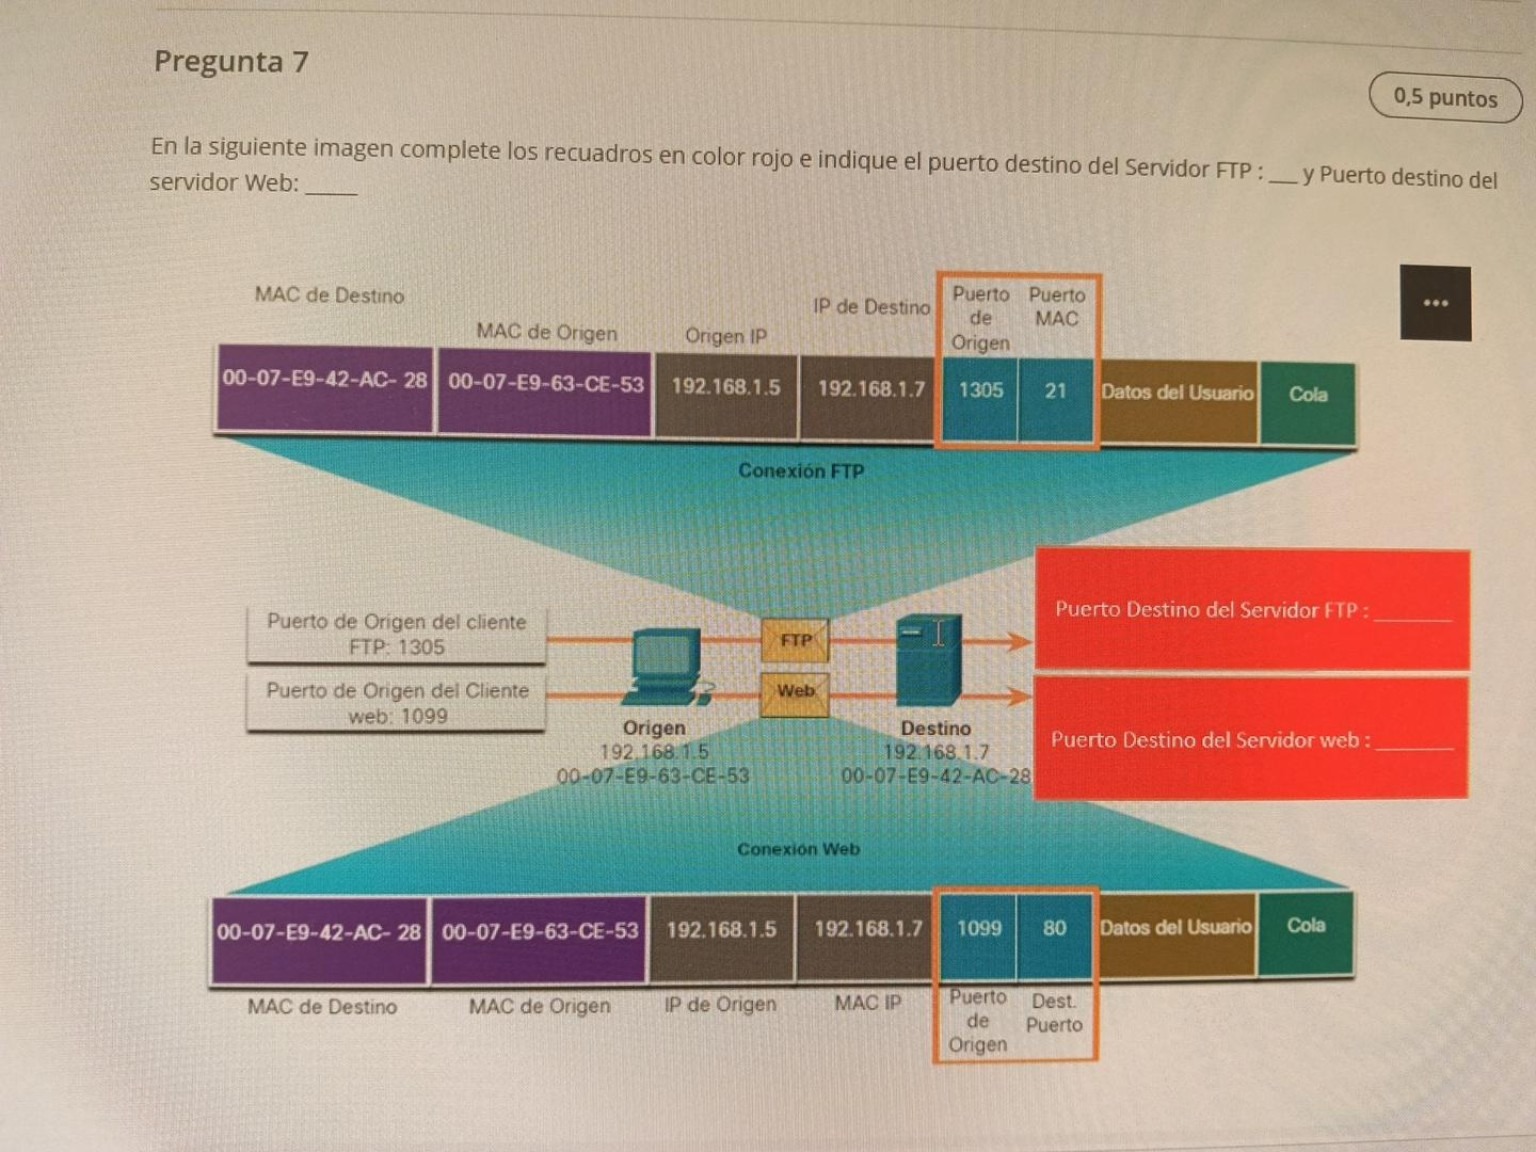 Pregunta 7
0,5 puntos
En la siguiente imagen complete los recuadros en color rojo e indique el puerto destino del Servidor FTP : ___ y Puerto destino del
servidor Web: _____
MAC de Destino
MAC de Origen
Origen IP
IP de Destino
Puerto
de
Origen
Puerto
MAC
...
00-07-E9-42-AC- 28
00-07-E9-63-CE-53
192.168.1.5
192.168.1.7
1305
21
Datos del Usuario
Cola
Conexión FTP
Puerto de Origen del cliente
FTP: 1305
FTP
Puerto Destino del Servidor FTP : ________
Puerto de Origen del Cliente
web: 1099
Web
Puerto Destino del Servidor web : ________
Origen
192.168.1.5
00-07-E9-63-CE-53
Destino
192.168.1.7
00-07-E9-42-AC-28
Conexión Web
00-07-E9-42-AC- 28
00-07-E9-63-CE-53
192.168.1.5
192.168.1.7
1099
80
Datos del Usuario
Cola
MAC de Destino
MAC de Origen
IP de Origen
MAC IP
Puerto
de
Origen
Dest.
Puerto